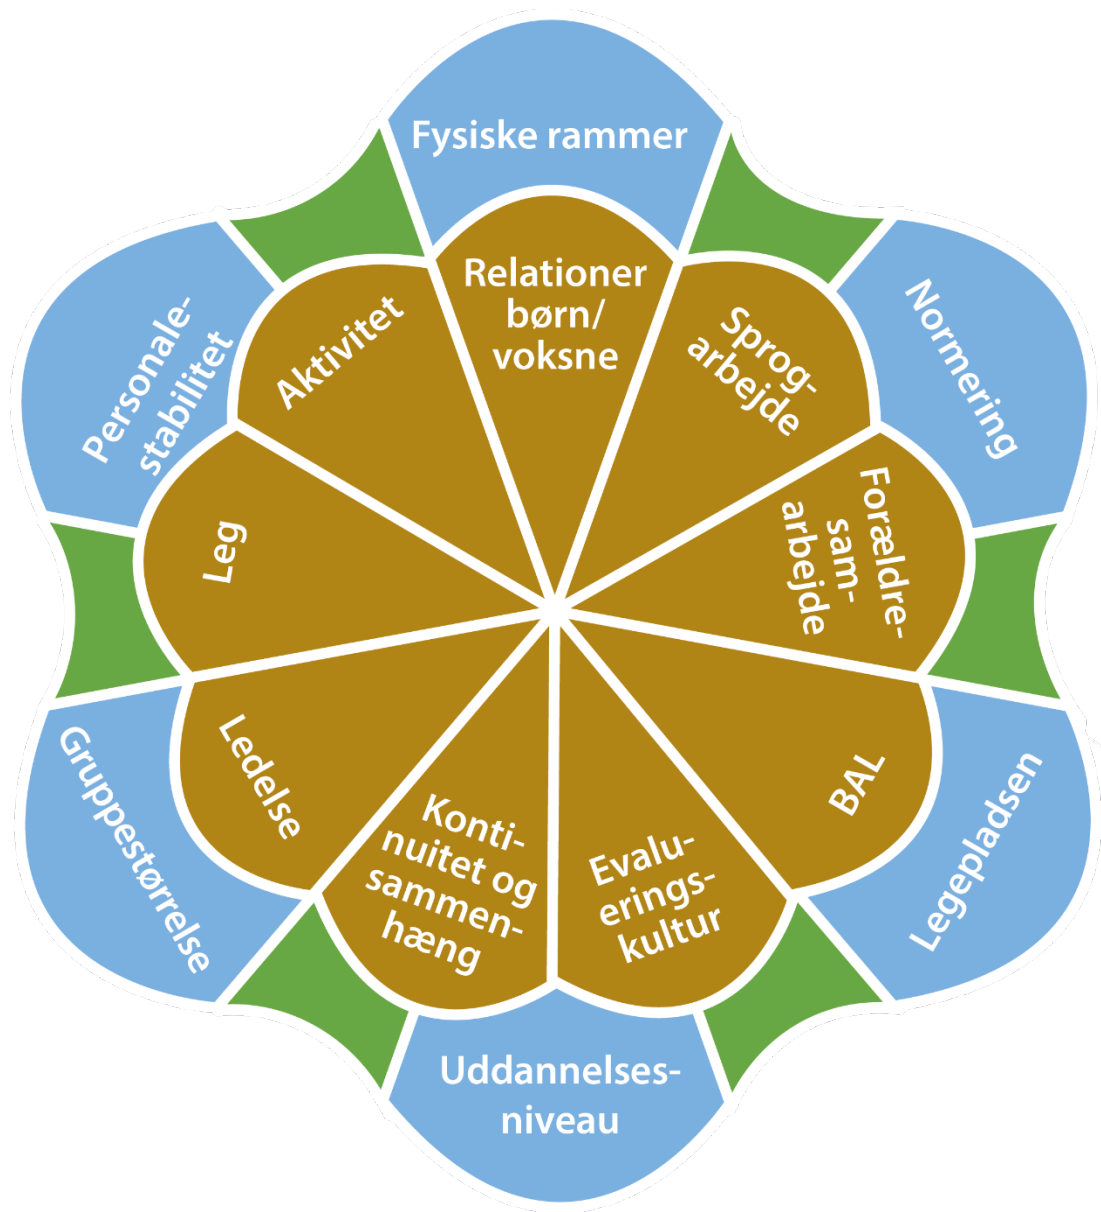 Fysiske rammer
Relationer
børn/
voksne
Sprog-
arbejde
Normering
Forældre-
sam-
arbejde
BAL
Legepladsen
Evalu-
erings-
kultur
Uddannelses-
niveau
Konti-
nuitet og
sammen-
hæng
Ledelse
Gruppestørrelse
Leg
Personale-
stabilitet
Aktivitet